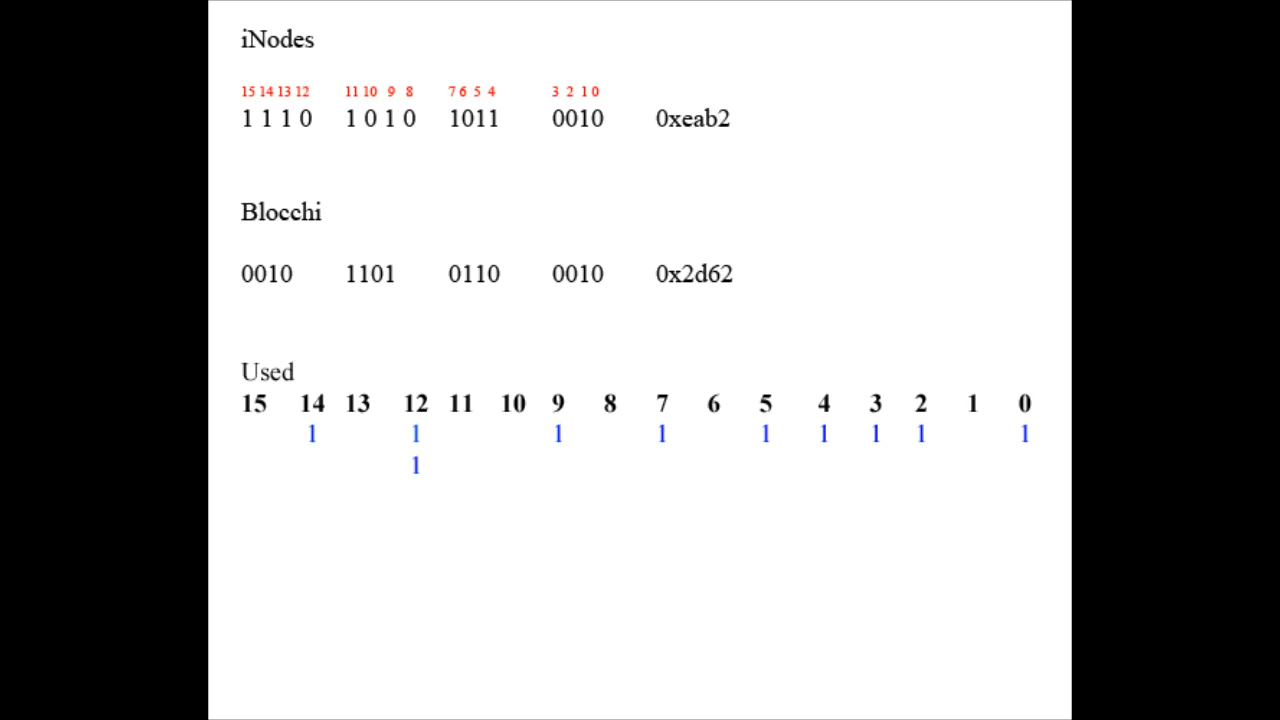 iNodes
15 14 13 12 11 10 9 8 7 6 5 4 3 2 1 0
1 1 1 0 1 0 1 0 1011 0010 0xeab2
Blocchi
0010 1101 0110 0010 0x2d62
Used
15 14 13 12 11 10 9 8 7 6 5 4 3 2 1 0
1 1 1 1 1 1 1 1 1
1